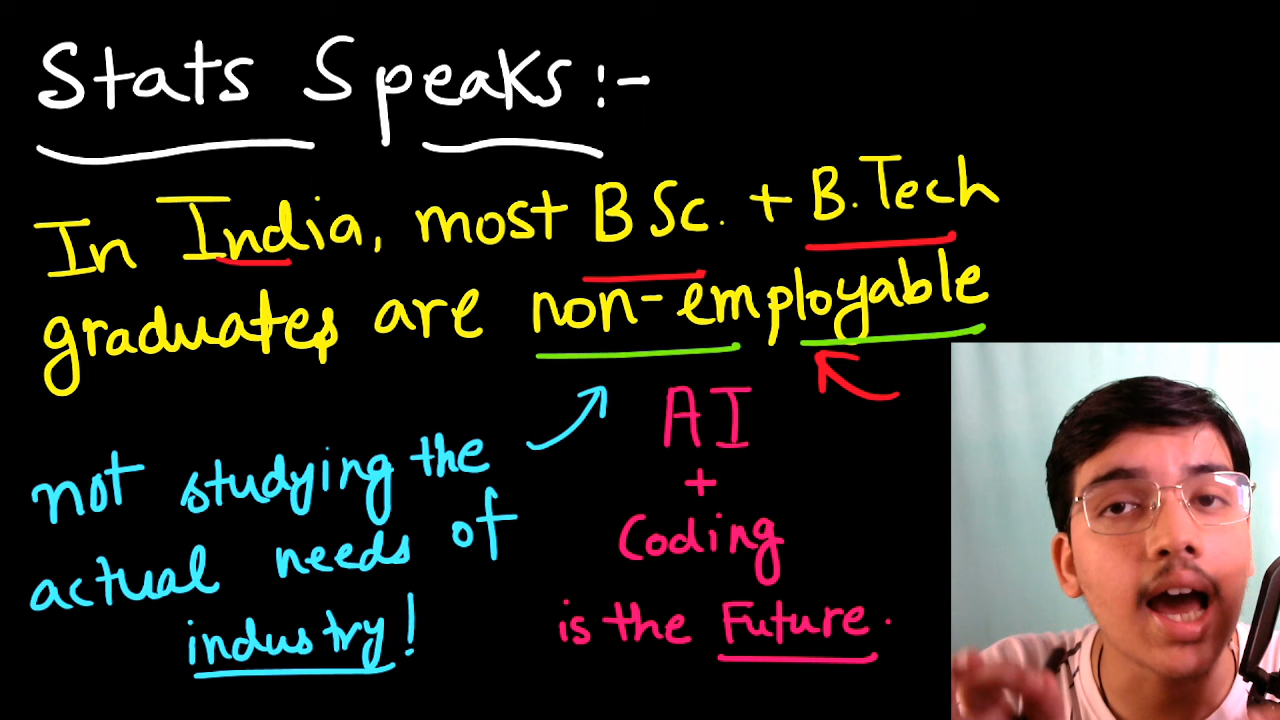 Stats Speaks :-
In India, most BSc. + B.Tech
graduates are non-employable
not studying the
actual needs of
industry!
AI
+
Coding
is the Future.